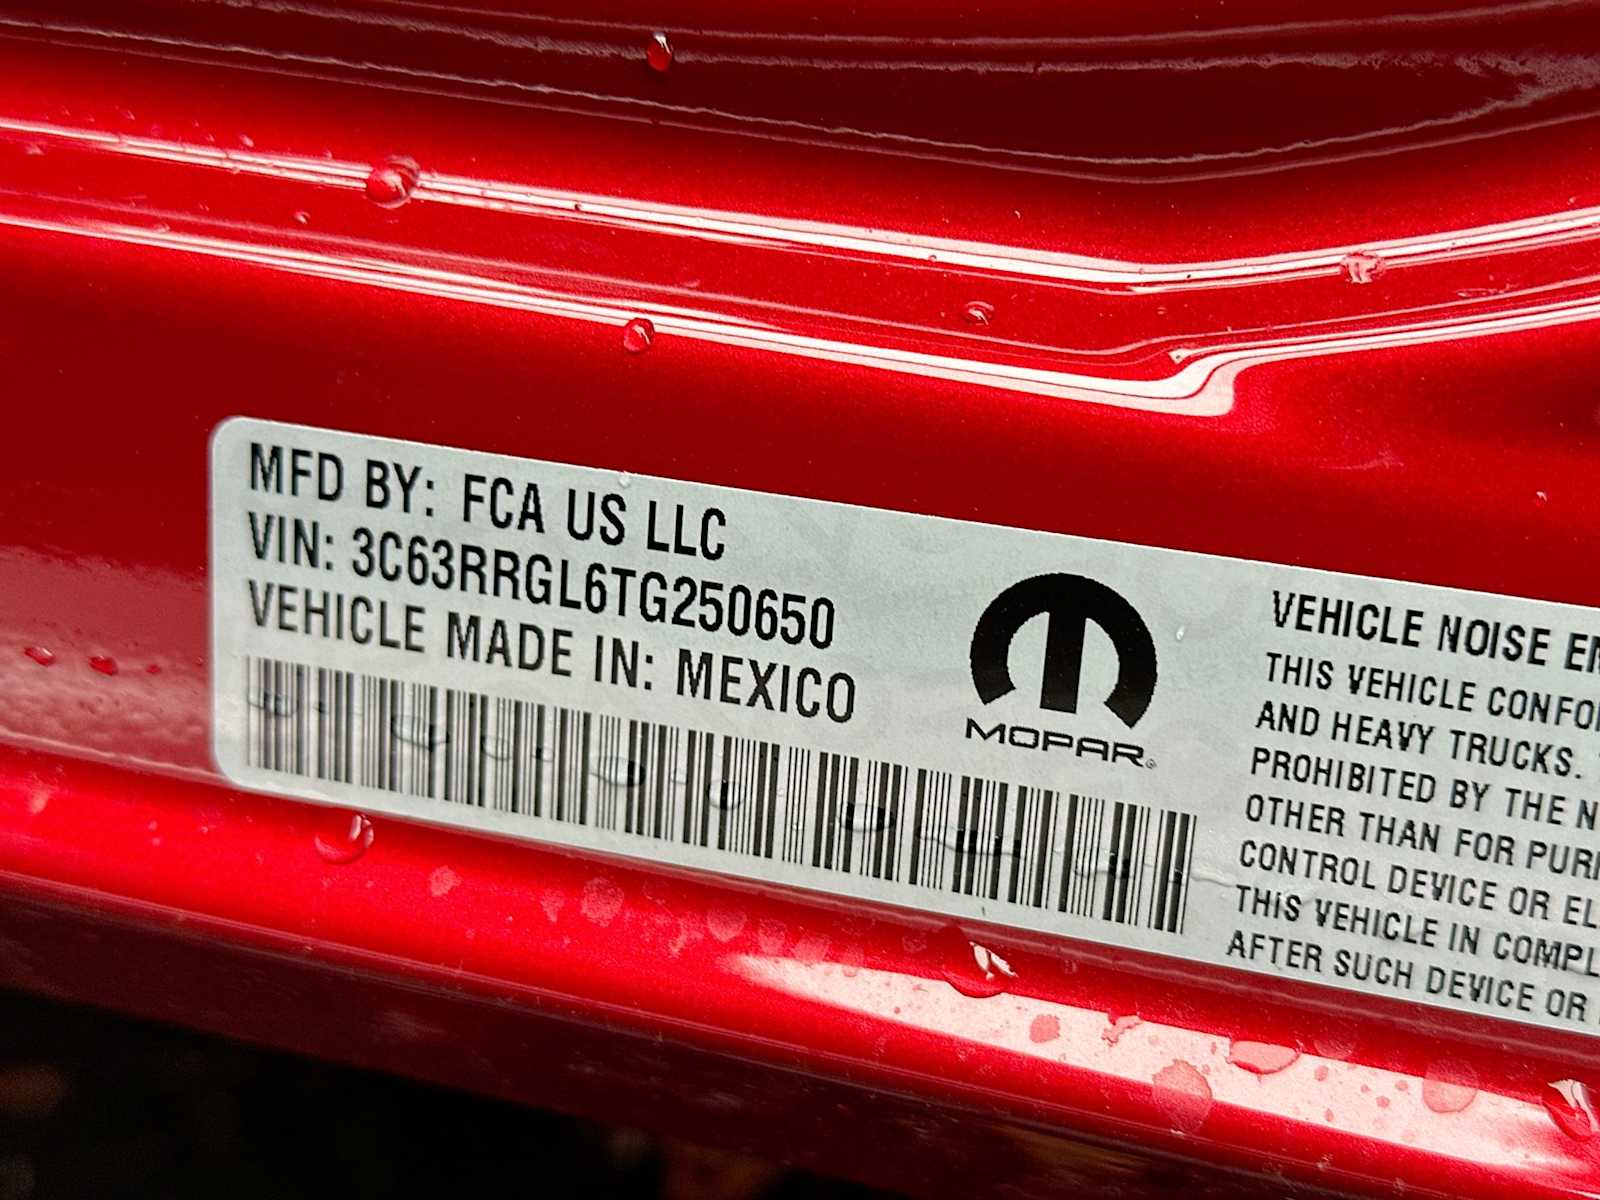 MFD BY: FCA US LLC
VIN: 3C63RRGL6TG250650
VEHICLE MADE IN: MEXICO
MOPAR
VEHICLE NOISE
THIS VEHICLE
AND HEAVY TRUCKS.
PROHIBITED BY THE
OTHER THAN FOR
CONTROL DEVICE OR
THIS VEHICLE IN
AFTER SUCH DEVICE OR